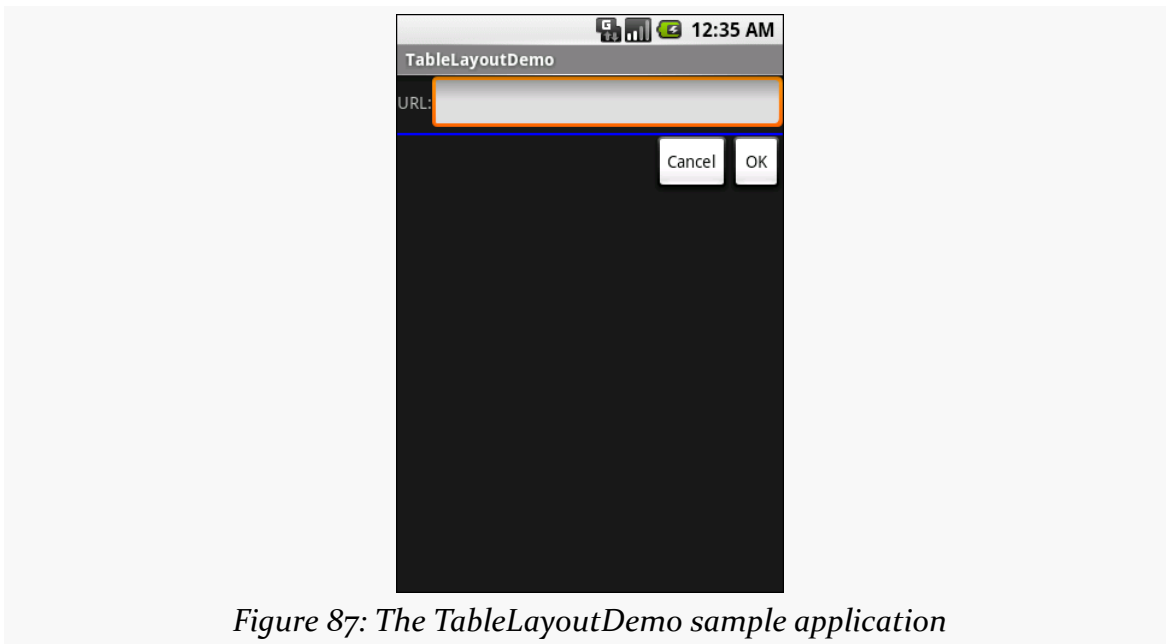 12:35 AM
TableLayoutDemo
URL:
Cancel OK
Figure 87: The TableLayoutDemo sample application